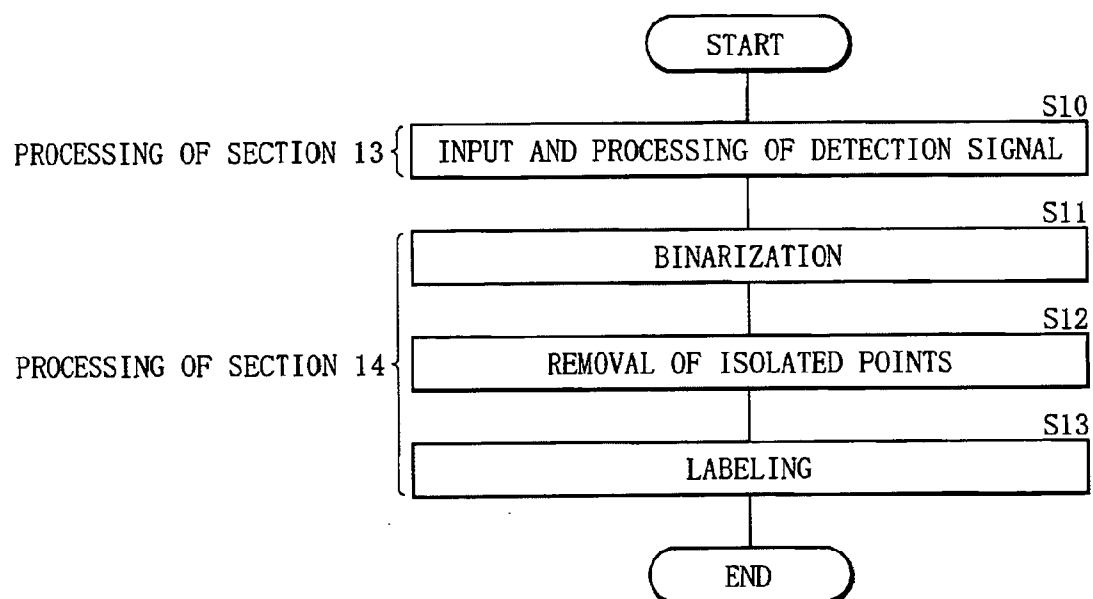 START
S10
PROCESSING OF SECTION 13
INPUT AND PROCESSING OF DETECTION SIGNAL
S11
BINARIZATION
S12
PROCESSING OF SECTION 14
REMOVAL OF ISOLATED POINTS
S13
LABELING
END